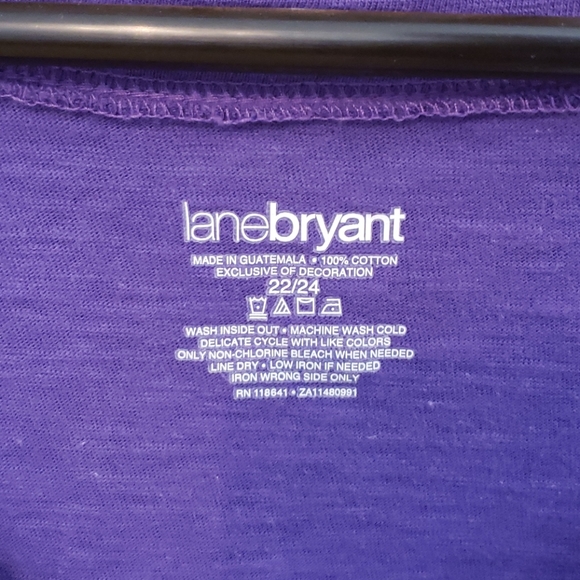 lanebryant
MADE IN GUATEMALA • 100% COTTON
EXCLUSIVE OF DECORATION
22/24
WASH INSIDE OUT • MACHINE WASH COLD
DELICATE CYCLE WITH LIKE COLORS
ONLY NON-CHLORINE BLEACH WHEN NEEDED
LINE DRY • LOW IRON IF NEEDED
IRON WRONG SIDE ONLY
RN 118641 • ZA11480991